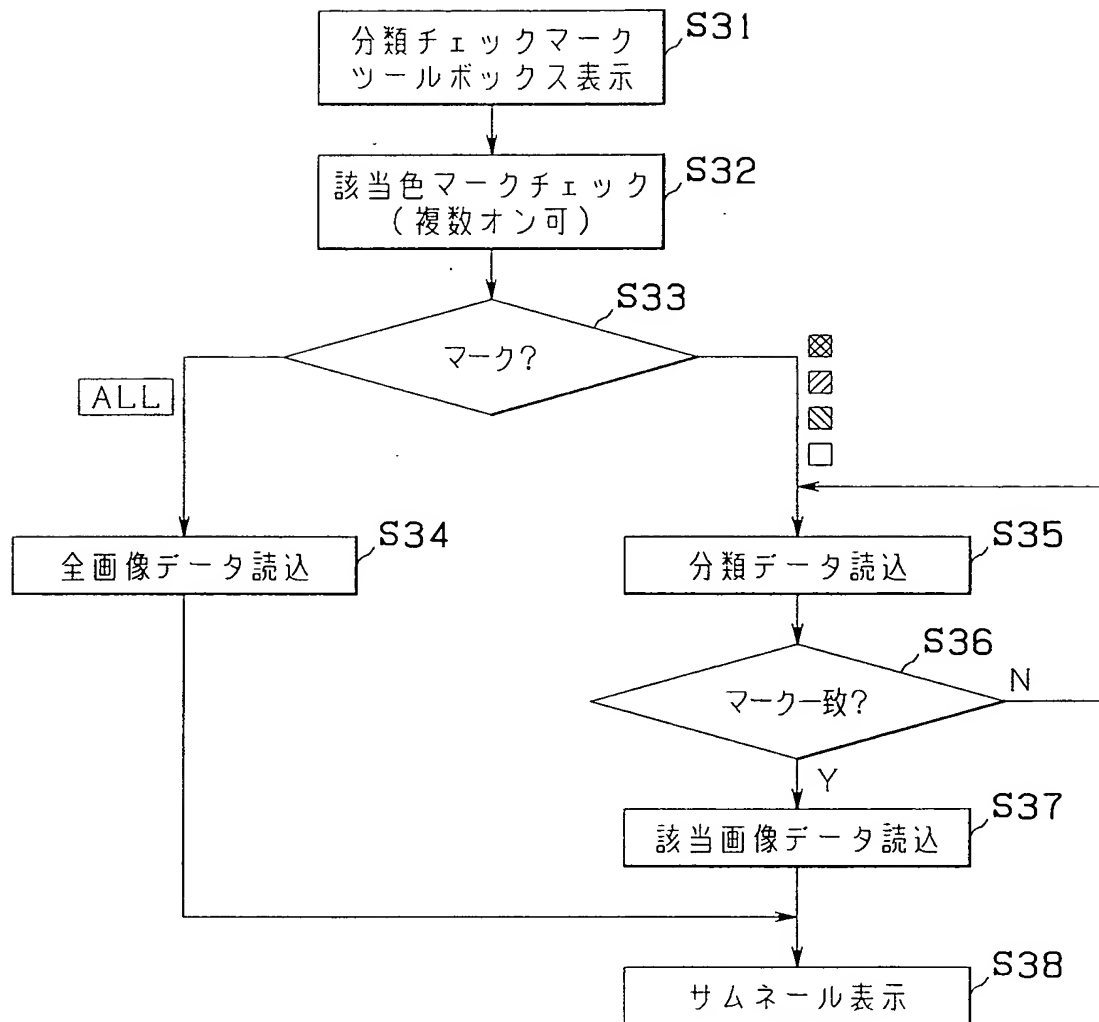 S31
分類チェックマーク
ツールボックス表示
S32
該当色マークチェック
(複数オン可)
S33
マーク?
ALL
S34
全画像データ読込
S35
分類データ読込
S36
マーク一致?
N
Y
S37
該当画像データ読込
S38
サムネール表示